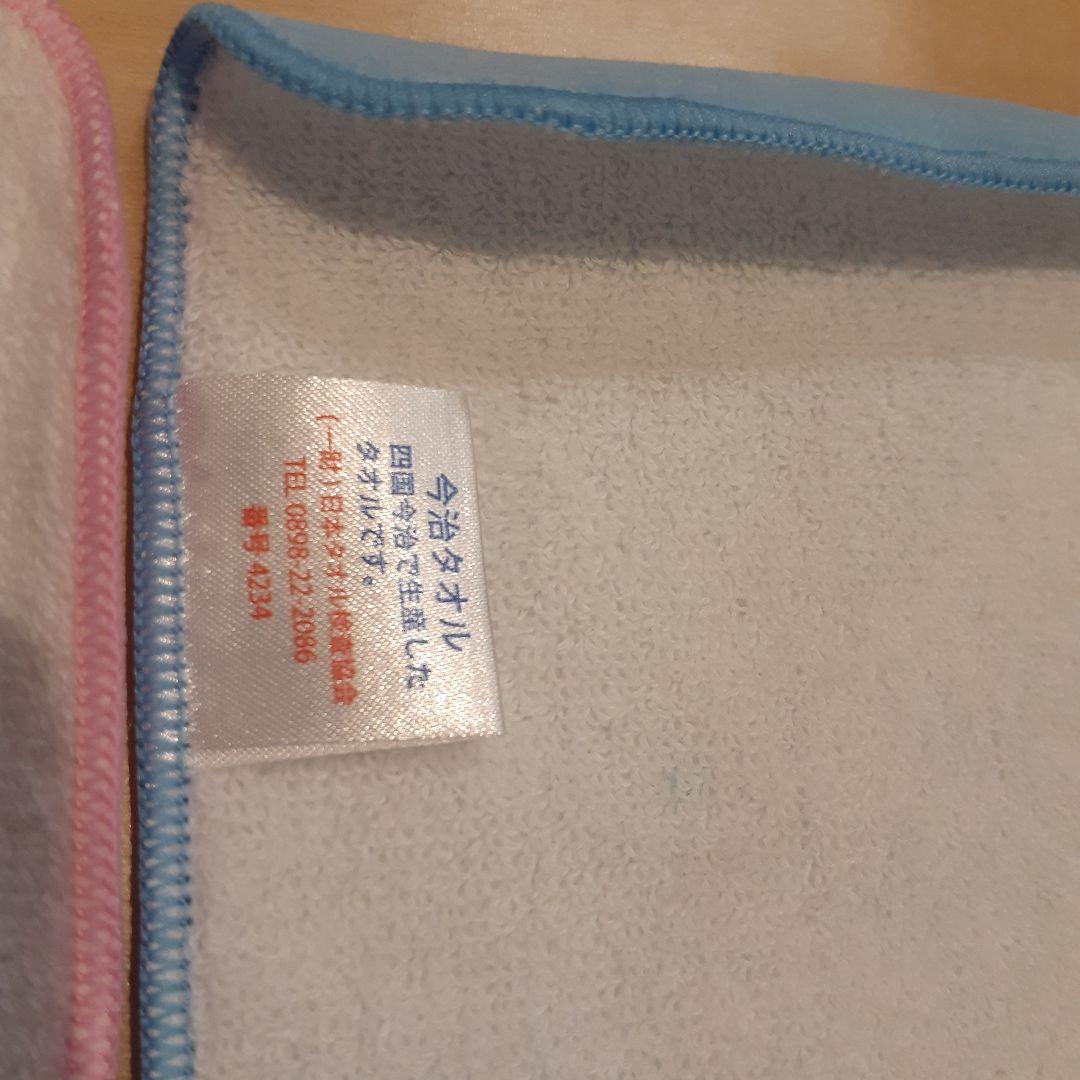 今治タオル
四国今治で生産した
タオルです。
(一財)日本タオル検査協会
TEL 0898-22-2086
番号 4234